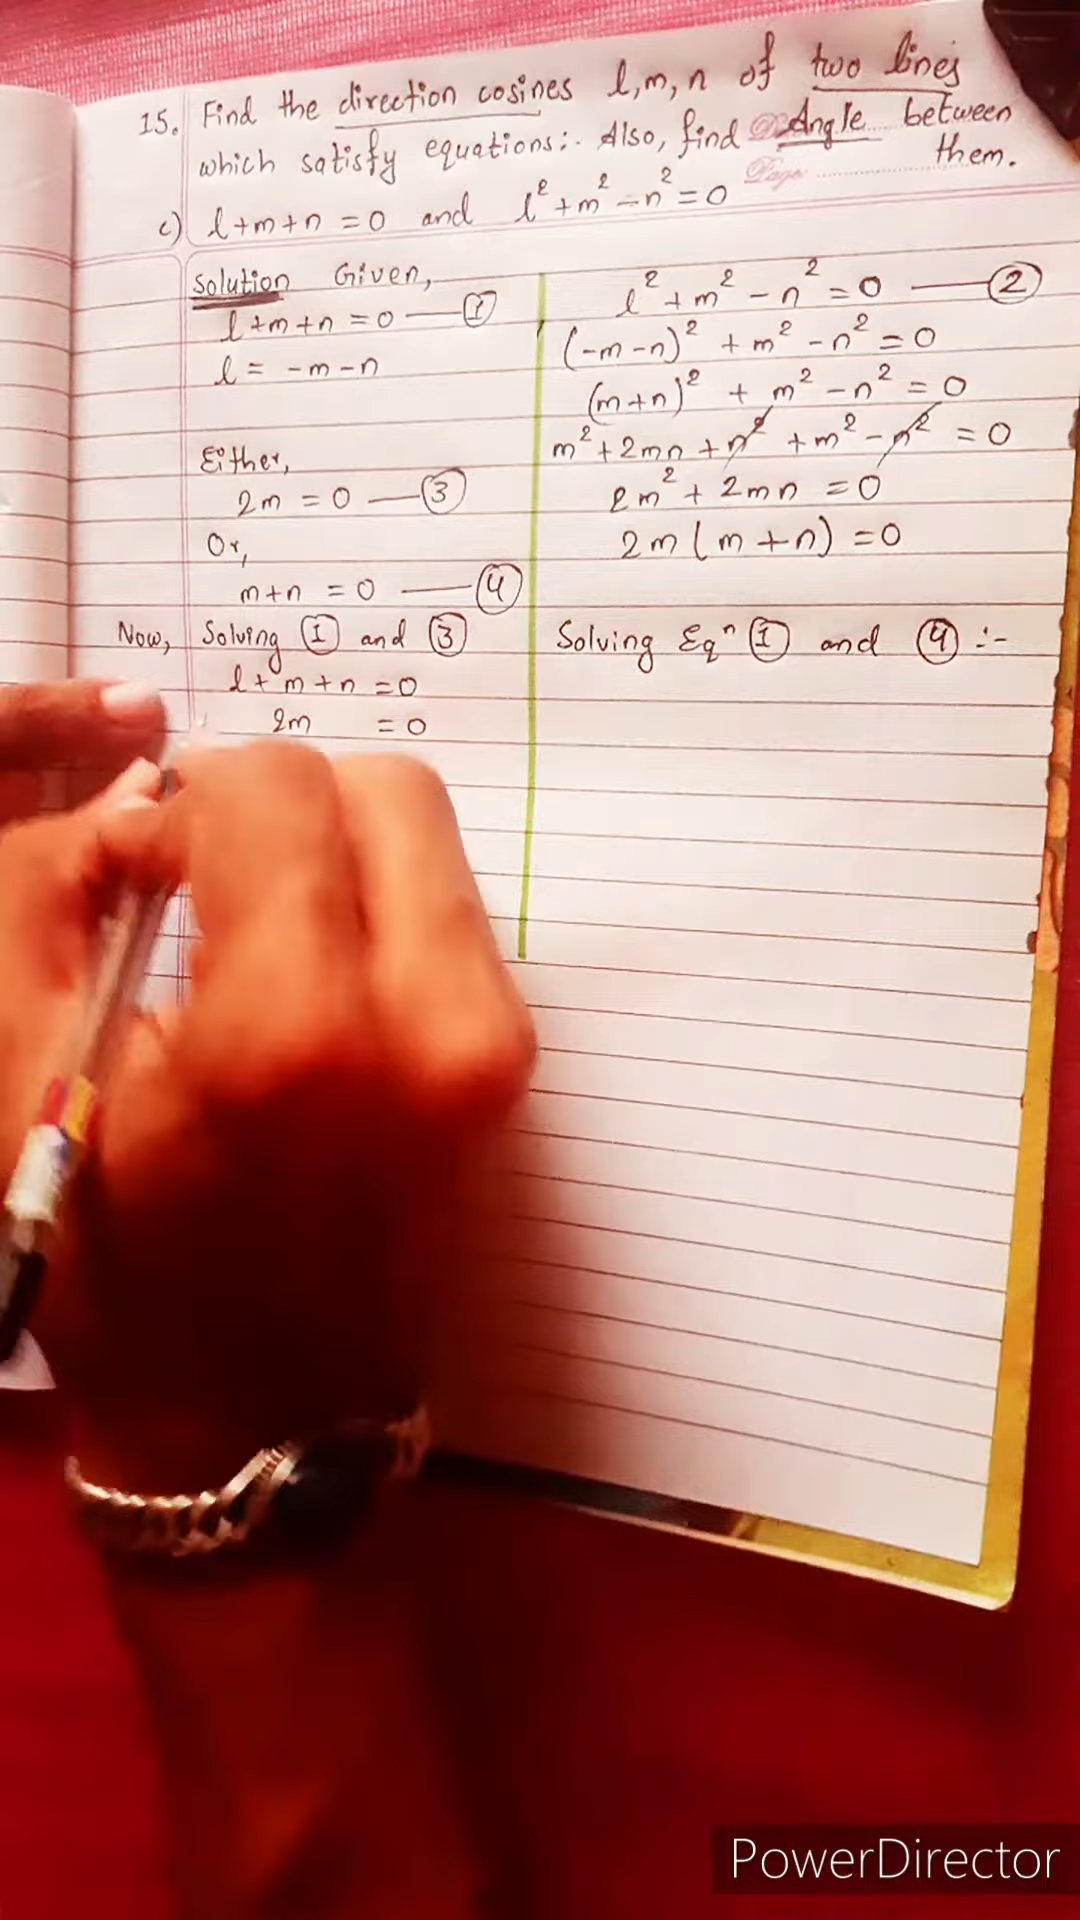 15. Find the direction cosines l, m, n of two lines
which satisfy equations:- Also, find Angle between
them.
Page
c) l+m+n = 0 and l²+m²-n² = 0
Solution Given,
l+m+n = 0 —— ①
l = -m-n
Either,
2m = 0 —— ③
Or,
m+n = 0 —— ④
l²+m²-n² = 0 —— ②
(-m-n)² + m²-n² = 0
(m+n)² + m²-n² = 0
m²+2mn+n² +m²-n² = 0
2m² + 2mn = 0
2m(m+n) = 0
Now, Solving ① and ③
l+m+n = 0
2m = 0
Solving Eqⁿ ① and ④ :-
PowerDirector